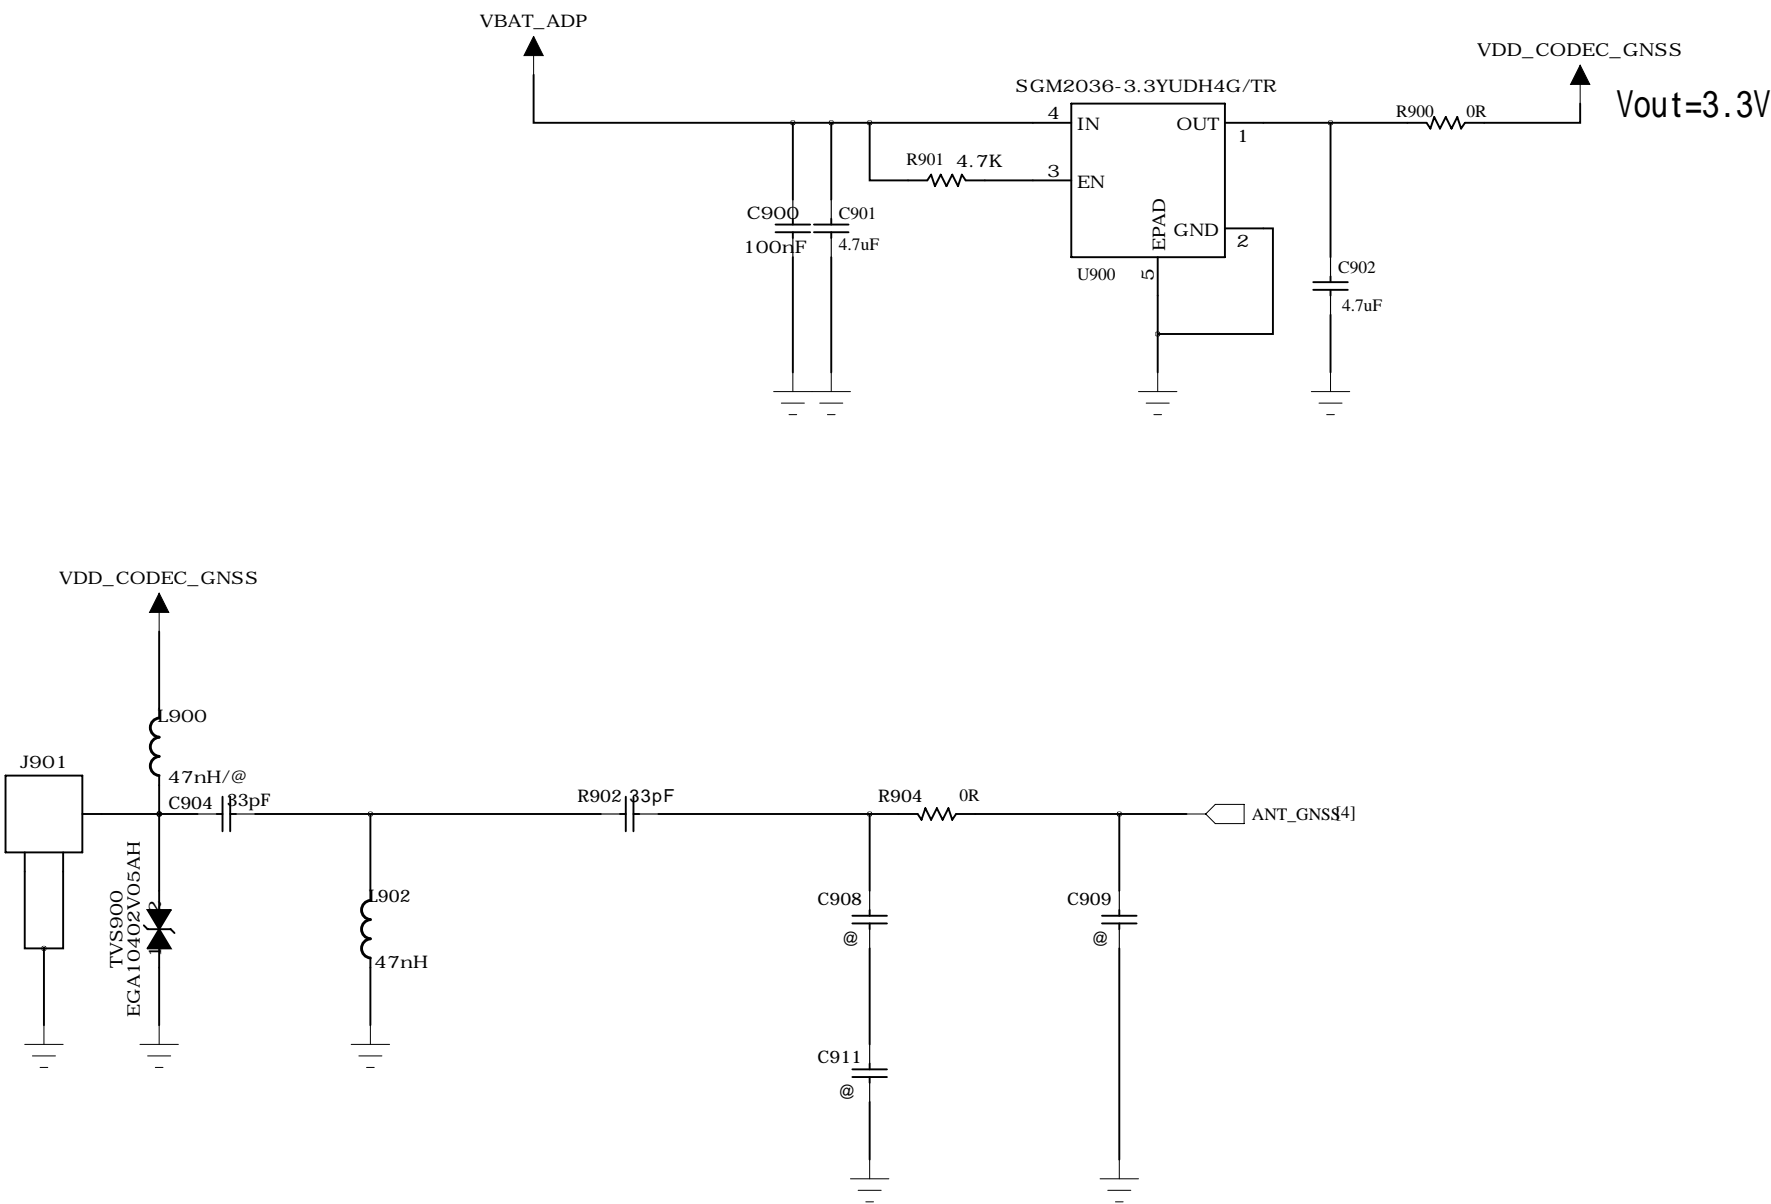 VBAT_ADP
VDD_CODEC_GNSS
Vout=3.3V
SGM2036-3.3YUDH4G/TR
4
IN
OUT
1
R900
0R
R901
4.7K
3
EN
EPAD
GND
2
5
U900
C900
100nF
C901
4.7uF
C902
4.7uF
VDD_CODEC_GNSS
L900
47nH/@
J901
C904
33pF
R902
33pF
R904
0R
ANT_GNSS
[4]
TVS900
EGA10402V05AH
2
1
L902
47nH
C908
@
C909
@
C911
@